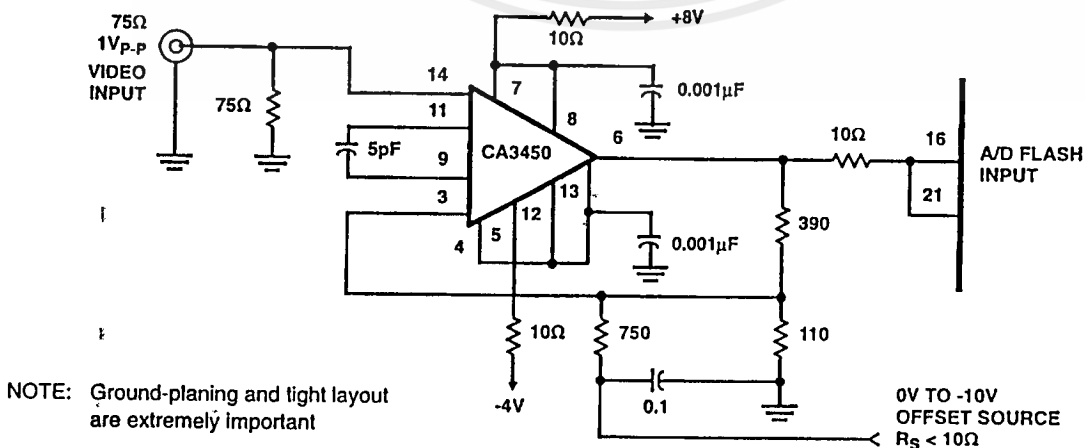 75Ω
1VP-P
VIDEO
INPUT
75Ω
10Ω
+8V
0.001µF
14
7
11
8
5pF
9
CA3450
6
3
13
12
4
5
10Ω
16
A/D FLASH
INPUT
21
390
0.001µF
10Ω
750
110
-4V
0.1
0V TO -10V
OFFSET SOURCE
RS < 10Ω
NOTE: Ground-planing and tight layout
are extremely important